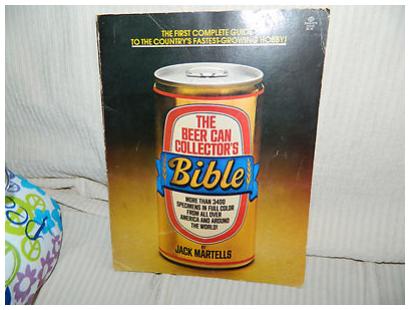 THE FIRST COMPLETE GUIDE
TO THE COUNTRY'S FASTEST-GROWING HOBBY!
THE
BEER CAN
COLLECTOR'S
Bible
MORE THAN 3400
SPECIMENS IN FULL COLOR
FROM ALL OVER
AMERICA AND AROUND
THE WORLD!
BY
JACK MARTELLS